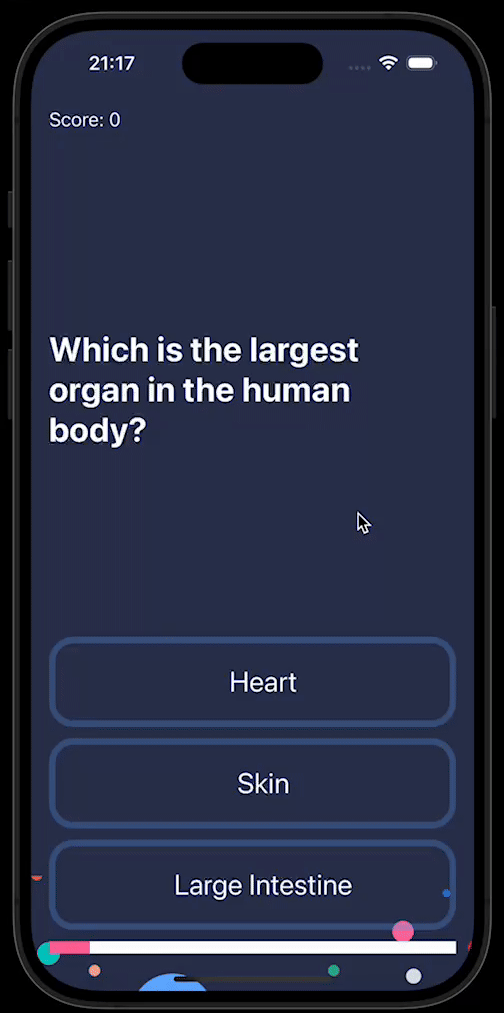 21:17
Score: 0
Which is the largest
organ in the human
body?
Heart
Skin
Large Intestine